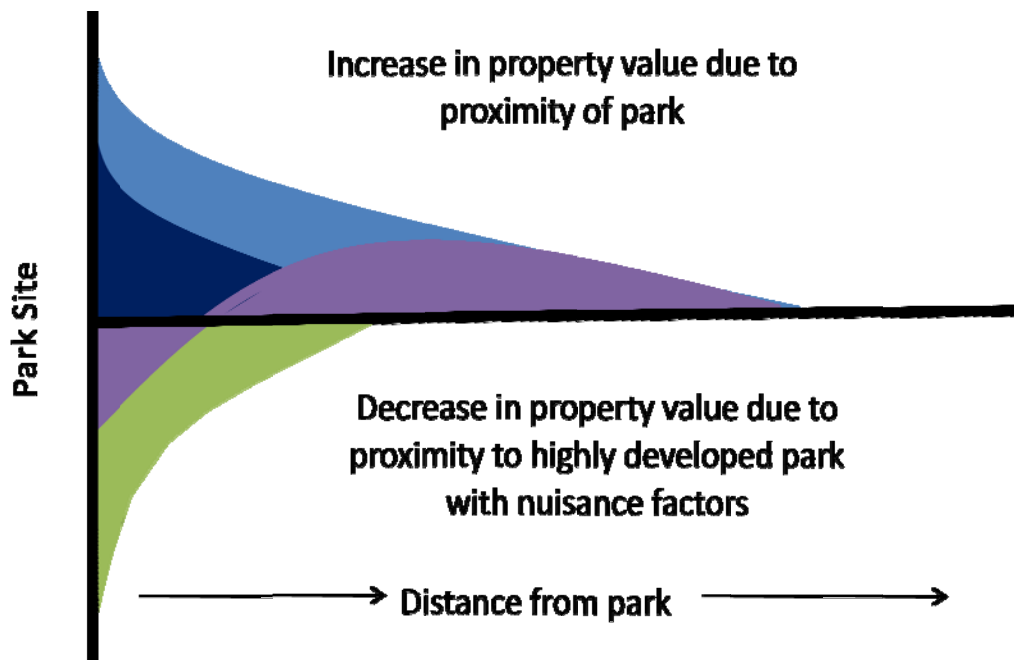 Increase in property value due to
proximity of park
Park Site
Decrease in property value due to
proximity to highly developed park
with nuisance factors
Distance from park